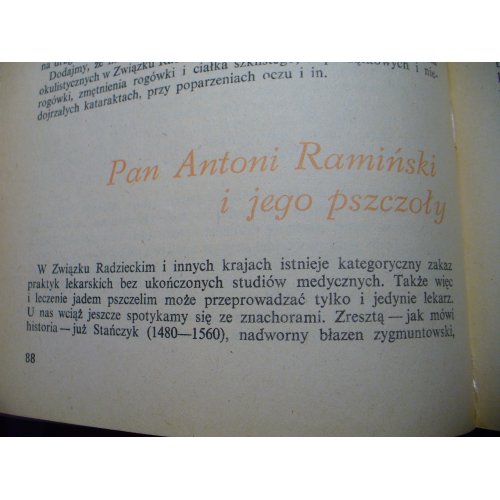 Dodajmy, że
okulistycznych w Związku
rogówki, zmętnienia rogówki i ciałka szklistego, i nie-
dojrzałych kataraktach, przy poparzeniach oczu i in.
Pan Antoni Ramiński
i jego pszczoły
W Związku Radzieckim i innych krajach istnieje kategoryczny zakaz
praktyk lekarskich bez ukończonych studiów medycznych. Także więc
i leczenie jadem pszczelim może przeprowadzać tylko i jedynie lekarz.
U nas wciąż jeszcze spotykamy się ze znachorami. Zresztą — jak mówi
historia — już Stańczyk (1480—1560), nadworny błazen zygmuntowski,
88